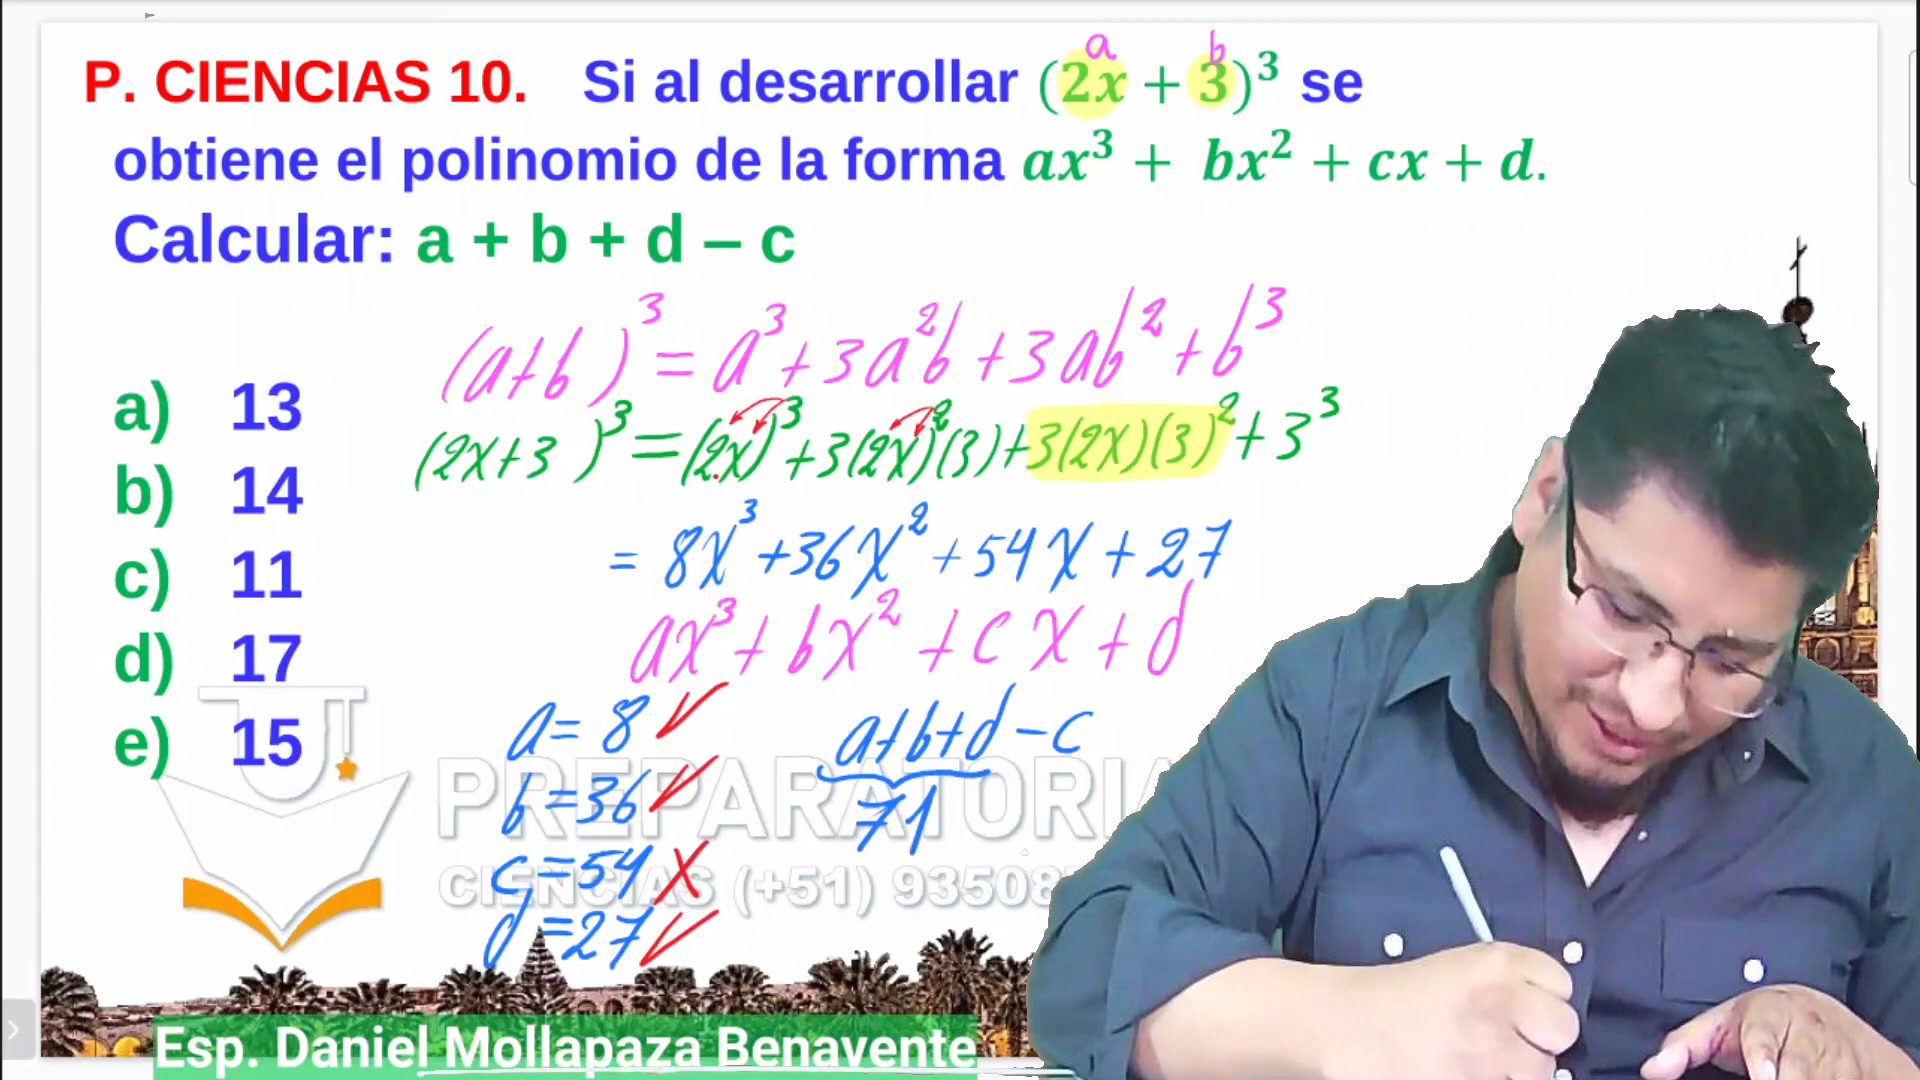 P. CIENCIAS 10. Si al desarrollar (2x + 3)³ se
a b
obtiene el polinomio de la forma ax³ + bx² + cx + d.
Calcular: a + b + d – c
(a+b)³ = a³ + 3a²b + 3ab² + b³
a) 13
(2x+3)³ = (2x)³ + 3(2x)²(3) + 3(2x)(3)² + 3³
b) 14
= 8x³ + 36x² + 54x + 27
c) 11
ax³ + bx² + cx + d
d) 17
e) 15
a = 8
b = 36
c = 54
d = 27
a+b+d-c
71
PREPARATORIA
CIENCIAS (+51) 93508
Esp. Daniel Mollapaza Benavente